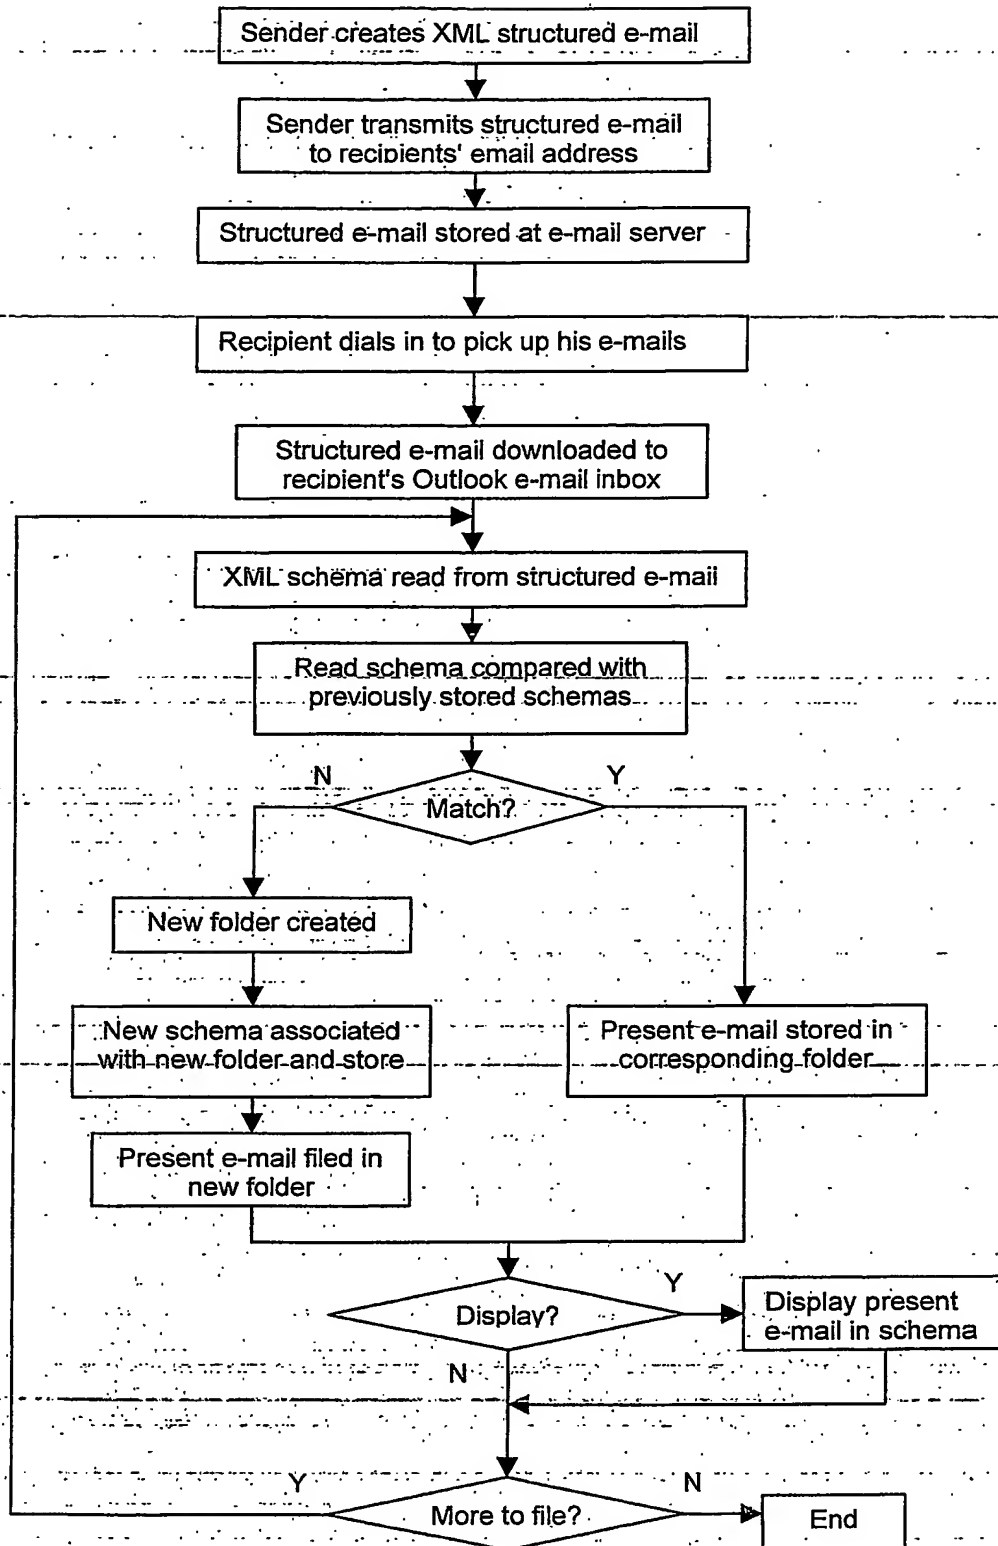 Sender creates XML structured e-mail
Sender transmits structured e-mail
to recipients' email address
Structured e-mail stored at e-mail server
Recipient dials in to pick up his e-mails
Structured e-mail downloaded to
recipient's Outlook e-mail inbox
XML schema read from structured e-mail
Read schema compared with
previously stored schemas
N
Y
Match?
New folder created
New schema associated
with new folder and store
Present e-mail stored in
corresponding folder
Present e-mail filed in
new folder
Display?
Y
Display present
e-mail in schema
N
Y
N
More to file?
End